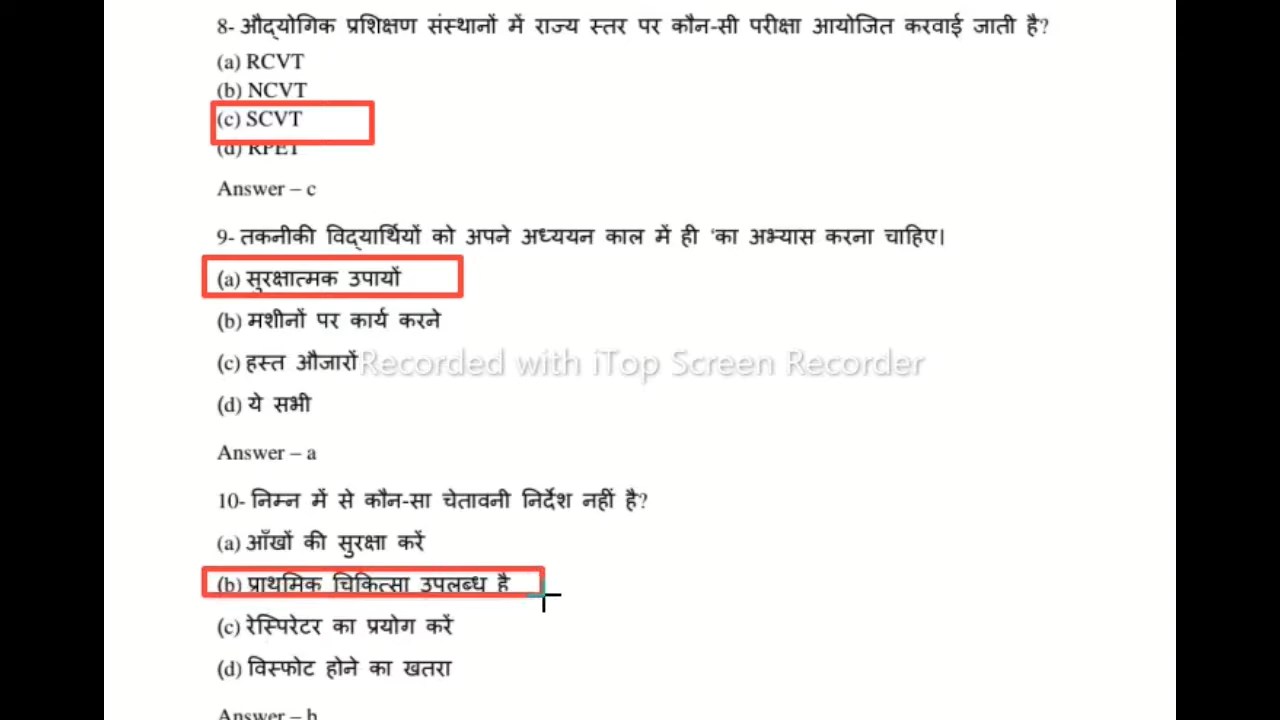 8- औद्योगिक प्रशिक्षण संस्थानों में राज्य स्तर पर कौन-सी परीक्षा आयोजित करवाई जाती है?
(a) RCVT
(b) NCVT
(c) SCVT
(d) RPET
Answer – c
9- तकनीकी विद्यार्थियों को अपने अध्ययन काल में ही 'का अभ्यास करना चाहिए।
(a) सुरक्षात्मक उपायों
(b) मशीनों पर कार्य करने
(c) हस्त औजारों
Recorded with iTop Screen Recorder
(d) ये सभी
Answer – a
10- निम्न में से कौन-सा चेतावनी निर्देश नहीं है?
(a) आँखों की सुरक्षा करें
(b) प्राथमिक चिकित्सा उपलब्ध है
(c) रेस्पिरेटर का प्रयोग करें
(d) विस्फोट होने का खतरा
Answer – b